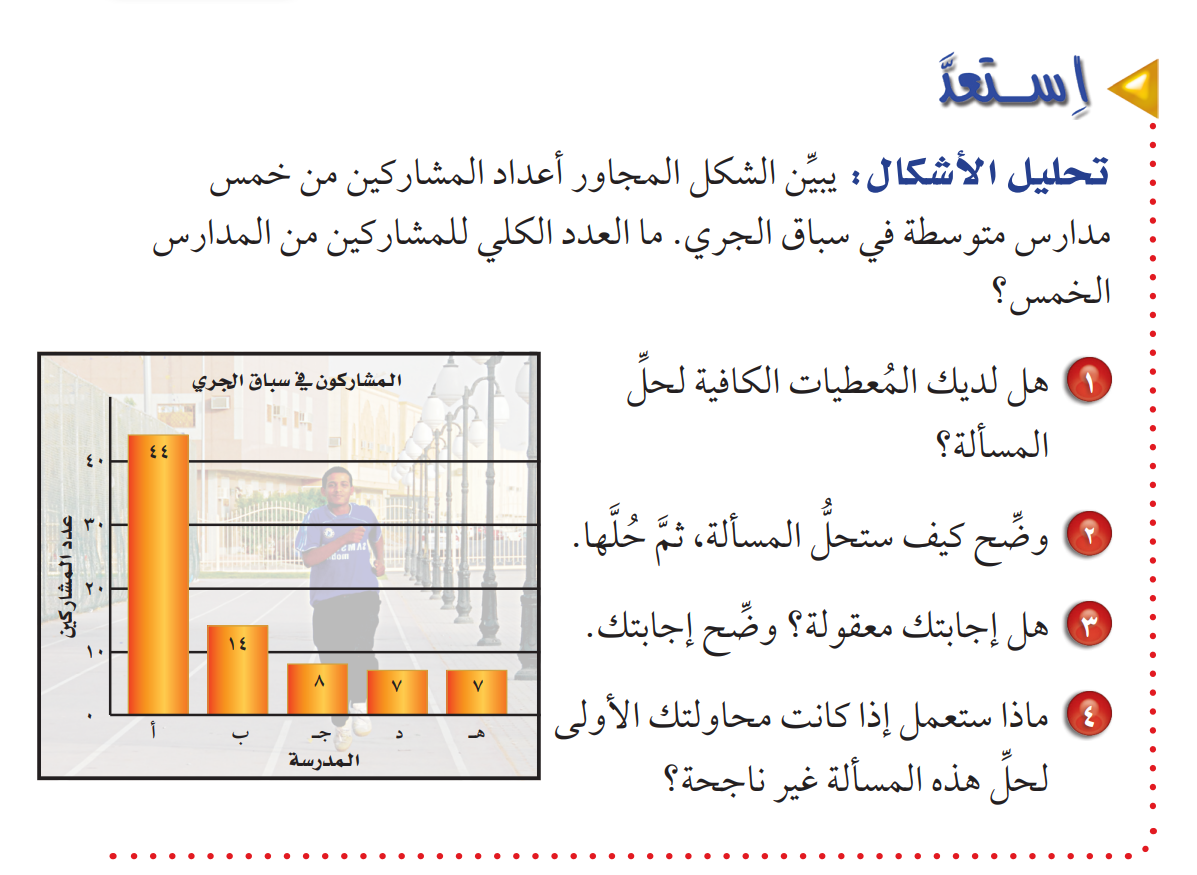 اِستعدَّ
تحليل الأشكال: يبيِّن الشكل المجاور أعداد المشاركين من خمس
مدارس متوسطة في سباق الجري. ما العدد الكلي للمشاركين من المدارس
الخمس؟
١ هل لديك المُعطيات الكافية لحلِّ
المسألة؟
٢ وضِّح كيف ستحلُّ المسألة، ثمَّ حُلَّها.
٣ هل إجابتك معقولة؟ وضِّح إجابتك.
٤ ماذا ستعمل إذا كانت محاولتك الأولى
لحلِّ هذه المسألة غير ناجحة؟
المشاركون في سباق الجري
عدد المشاركين
٤٠
٣٠
٢٠
١٠
٠
٤٤
١٤
٨
٧
٧
أ ب جـ د هـ
المدرسة